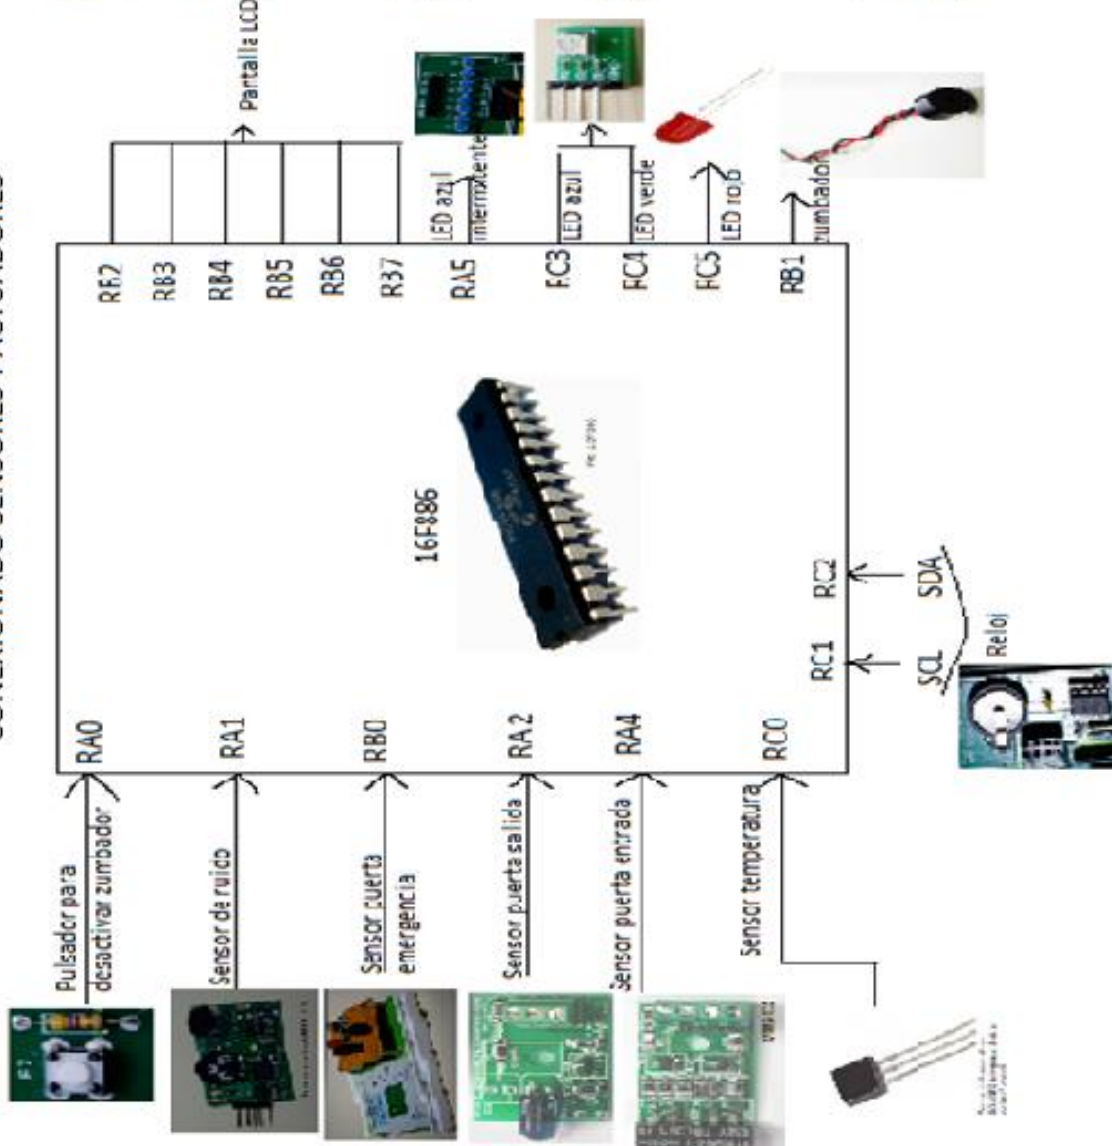 Pulsador para
desactivar zumbador
RA0
Sensor de ruido
RA1
Sensor puerta
emergencia
RB0
Sensor puerta salida
RA2
Sensor puerta entrada
RA4
Sensor temperatura
RC0
16F886
RB2
RB3
RB4
RB5
RB6
RB7
Pantalla LCD
RA5
LED azul
intermitente
RC3
LED azul
RC4
LED verde
RC5
LED rojo
RB1
zumbador
RC1
RC2
SCL
SDA
Reloj